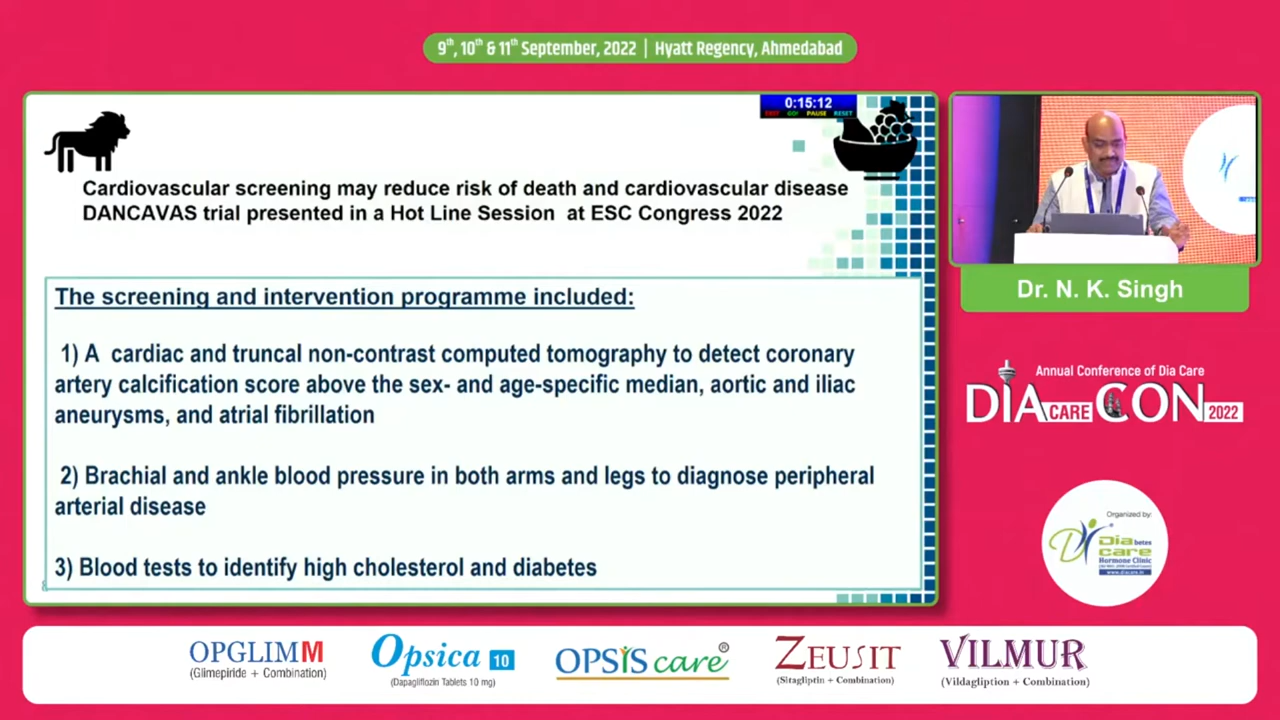 9th, 10th & 11th September, 2022 | Hyatt Regency, Ahmedabad
0:15:12
GO! PAUSE RESET
Cardiovascular screening may reduce risk of death and cardiovascular disease
DANCAVAS trial presented in a Hot Line Session at ESC Congress 2022
The screening and intervention programme included:
1) A cardiac and truncal non-contrast computed tomography to detect coronary
artery calcification score above the sex- and age-specific median, aortic and iliac
aneurysms, and atrial fibrillation
2) Brachial and ankle blood pressure in both arms and legs to diagnose peripheral
arterial disease
3) Blood tests to identify high cholesterol and diabetes
Dr. N. K. Singh
Annual Conference of Dia Care
DIA CARE CON 2022
Organized by:
Diabetes
care
Hormone Clinic
www.diacare.in
OPGLIMM
(Glimepiride + Combination)
Opsica 10
(Dapagliflozin Tablets 10 mg)
OPSIS care®
ZEUSIT
(Sitagliptin + Combination)
VILMUR
(Vildagliption + Combination)